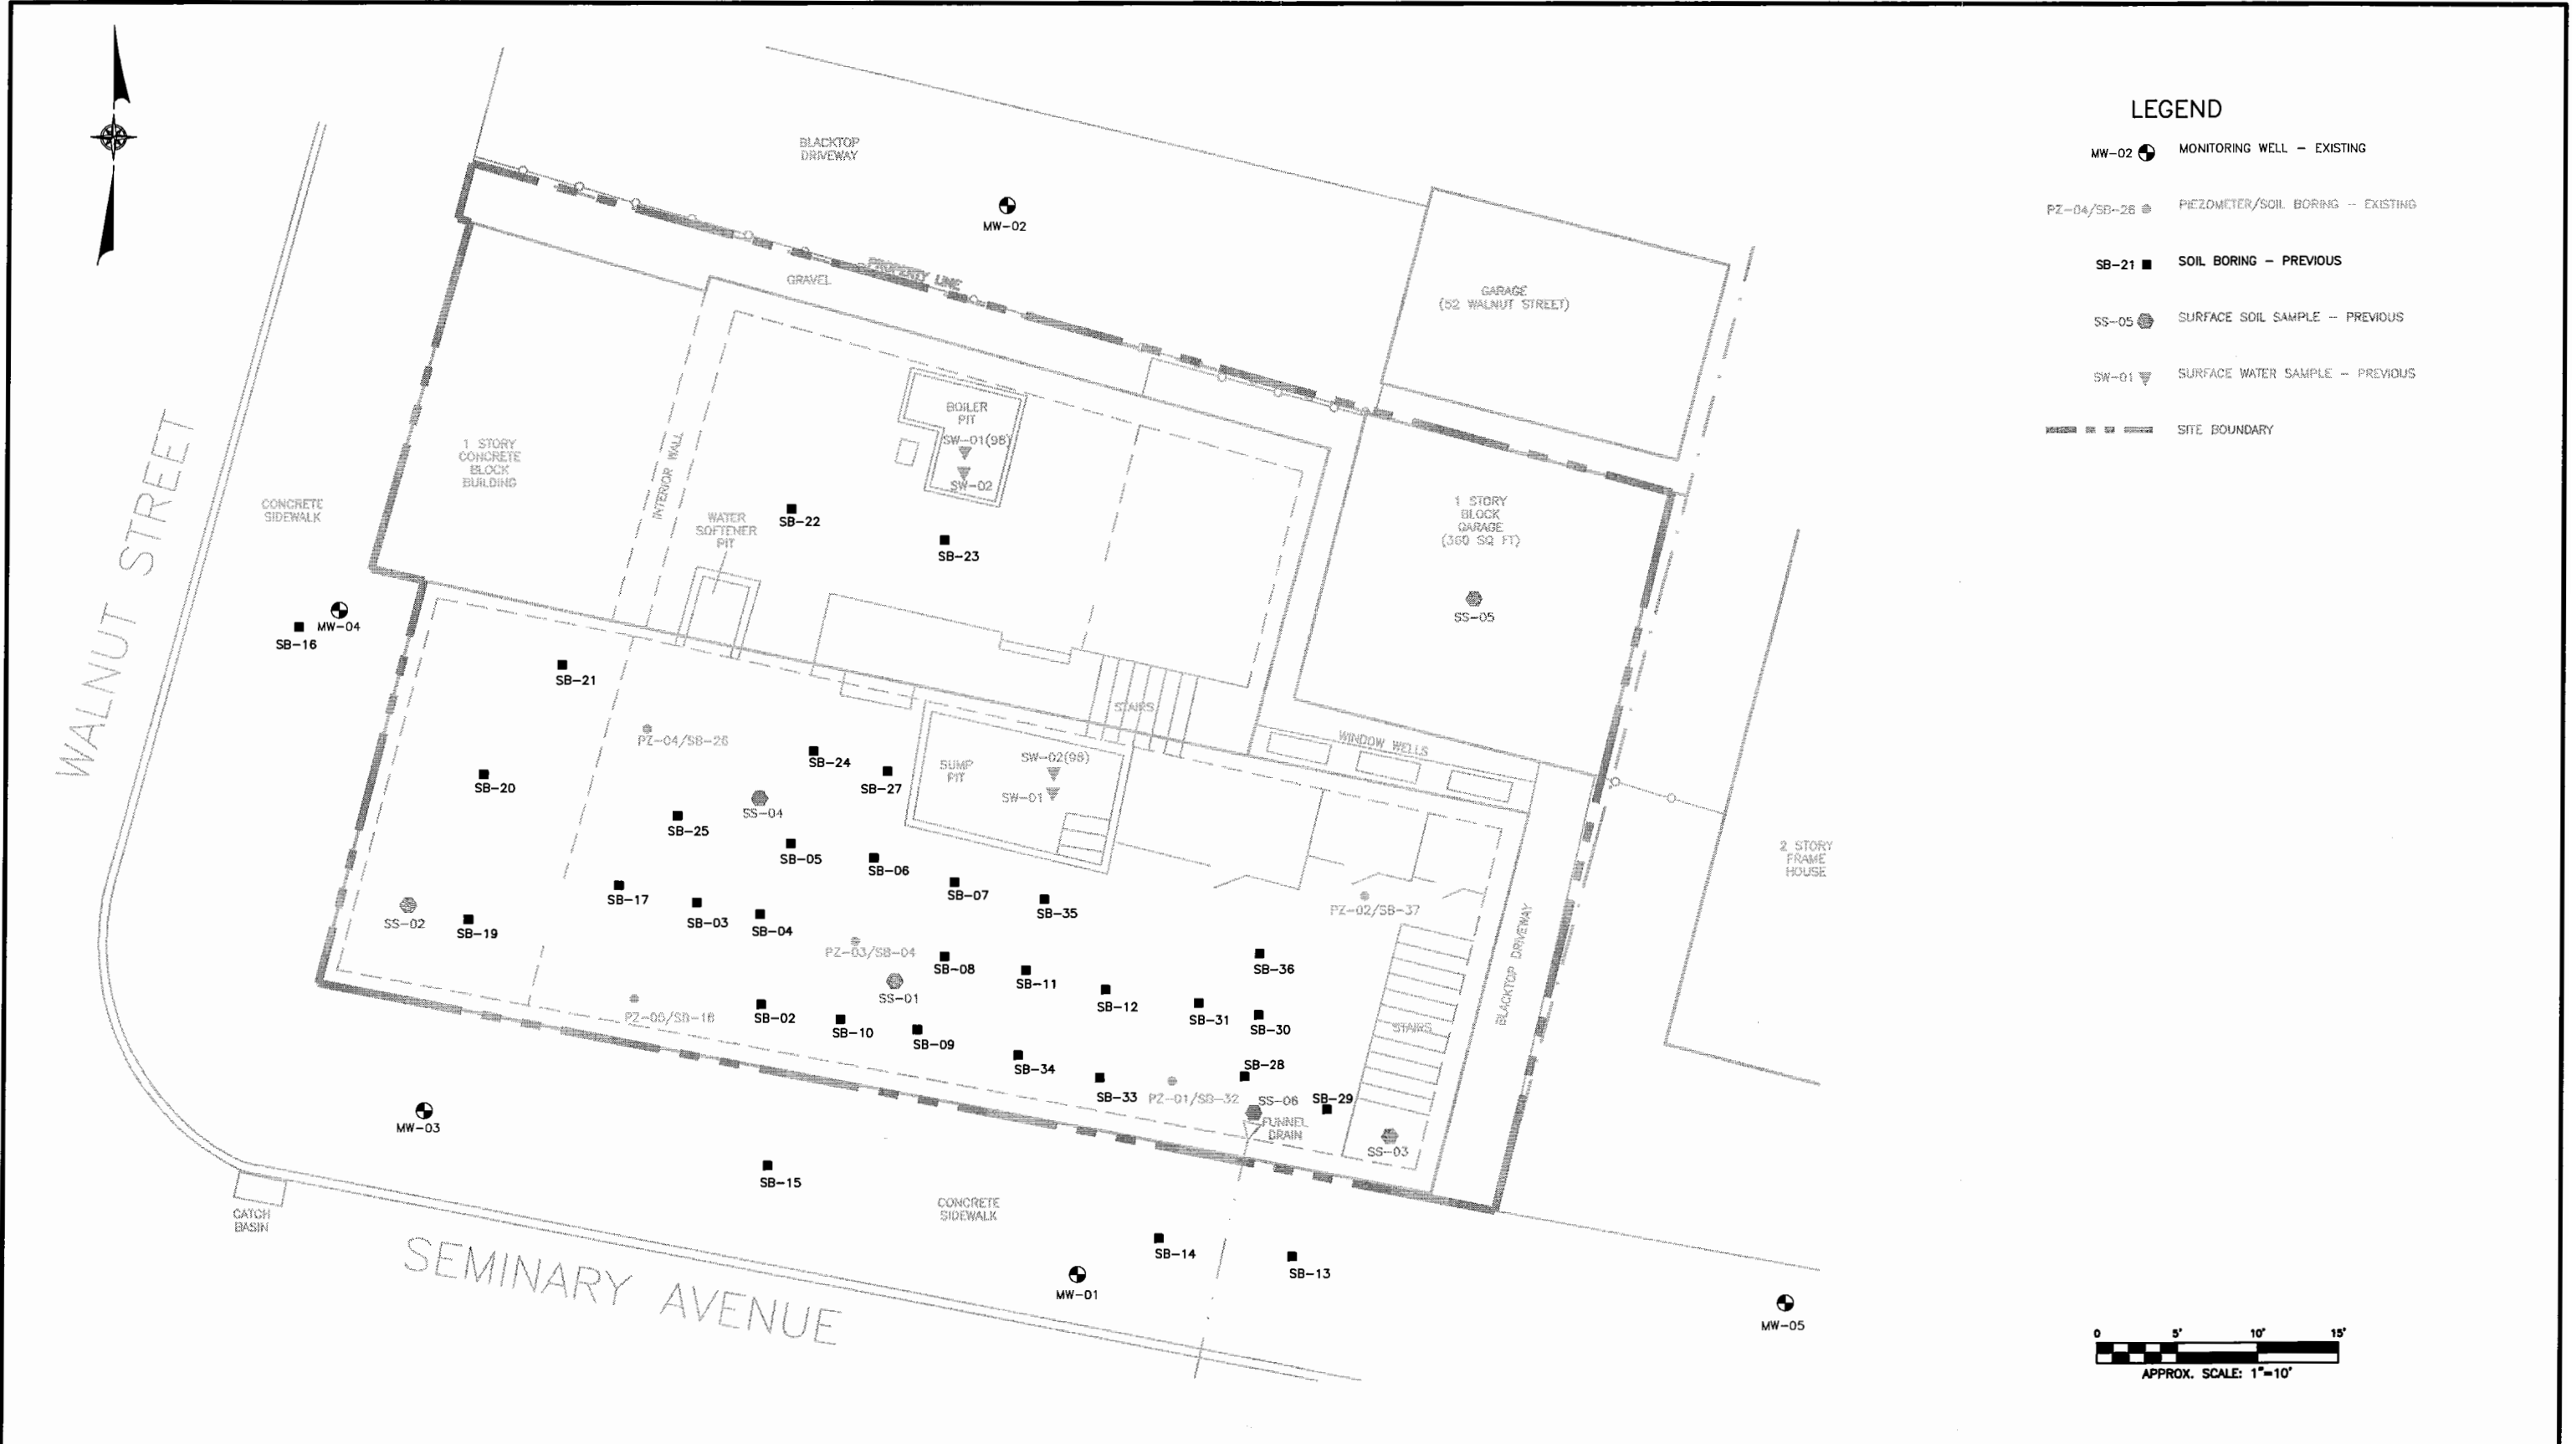 LEGEND
MW-02 MONITORING WELL - EXISTING
PZ-04/SB-26 PIEZOMETER/SOIL BORING - EXISTING
SB-21 SOIL BORING - PREVIOUS
SS-05 SURFACE SOIL SAMPLE - PREVIOUS
SW-01 SURFACE WATER SAMPLE - PREVIOUS
SITE BOUNDARY
BLACKTOP
DRIVEWAY
MW-02
PROPERTY LINE
GRAVEL
GARAGE
(52 WALNUT STREET)
BOILER
PIT
SW-01(98)
SW-02
1 STORY
CONCRETE
BLOCK
BUILDING
INTERIOR WALL
CONCRETE
SIDEWALK
WATER
SOFTENER
PIT
SB-22
SB-23
1 STORY
BLOCK
GARAGE
(360 SQ FT)
SS-05
WALNUT STREET
MW-04
SB-16
SB-21
PZ-04/SB-26
STAIRS
WINDOW WELLS
SB-24
SB-27
SUMP
PIT
SW-02(98)
SW-01
SB-20
SS-04
SB-25
SB-05
SB-06
SB-07
SB-35
2 STORY
FRAME
HOUSE
SB-17
SB-03
SB-04
SS-02
SB-19
PZ-02/SB-37
PZ-03/SB-04
SB-08
SB-11
SB-36
BLACKTOP DRIVEWAY
SS-01
SB-12
SB-31
SB-30
STAIRS
SB-02
SB-10
SB-09
SB-34
SB-28
SB-33
PZ-01/SB-32
SS-06
SB-29
FUNNEL
DRAIN
SS-03
MW-03
SB-15
CONCRETE
SIDEWALK
CATCH
BASIN
SEMINARY AVENUE
SB-14
SB-13
MW-01
MW-05
0 5' 10' 15'
APPROX. SCALE: 1"=10'